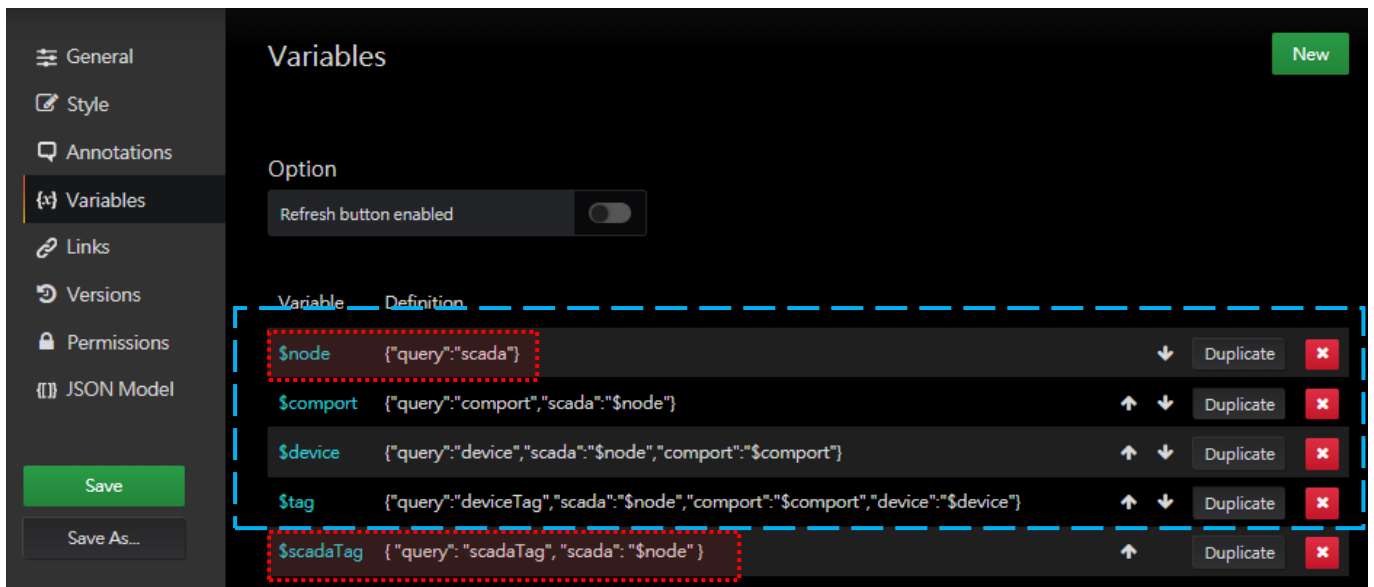 General
Style
Annotations
{x} Variables
Links
Versions
Permissions
{[]} JSON Model
Save
Save As...
Variables
New
Option
Refresh button enabled
Variable Definition
$node {"query":"scada"} Duplicate
$comport {"query":"comport","scada":"$node"} Duplicate
$device {"query":"device","scada":"$node","comport":"$comport"} Duplicate
$tag {"query":"deviceTag","scada":"$node","comport":"$comport","device":"$device"} Duplicate
$scadaTag { "query": "scadaTag", "scada": "$node" } Duplicate